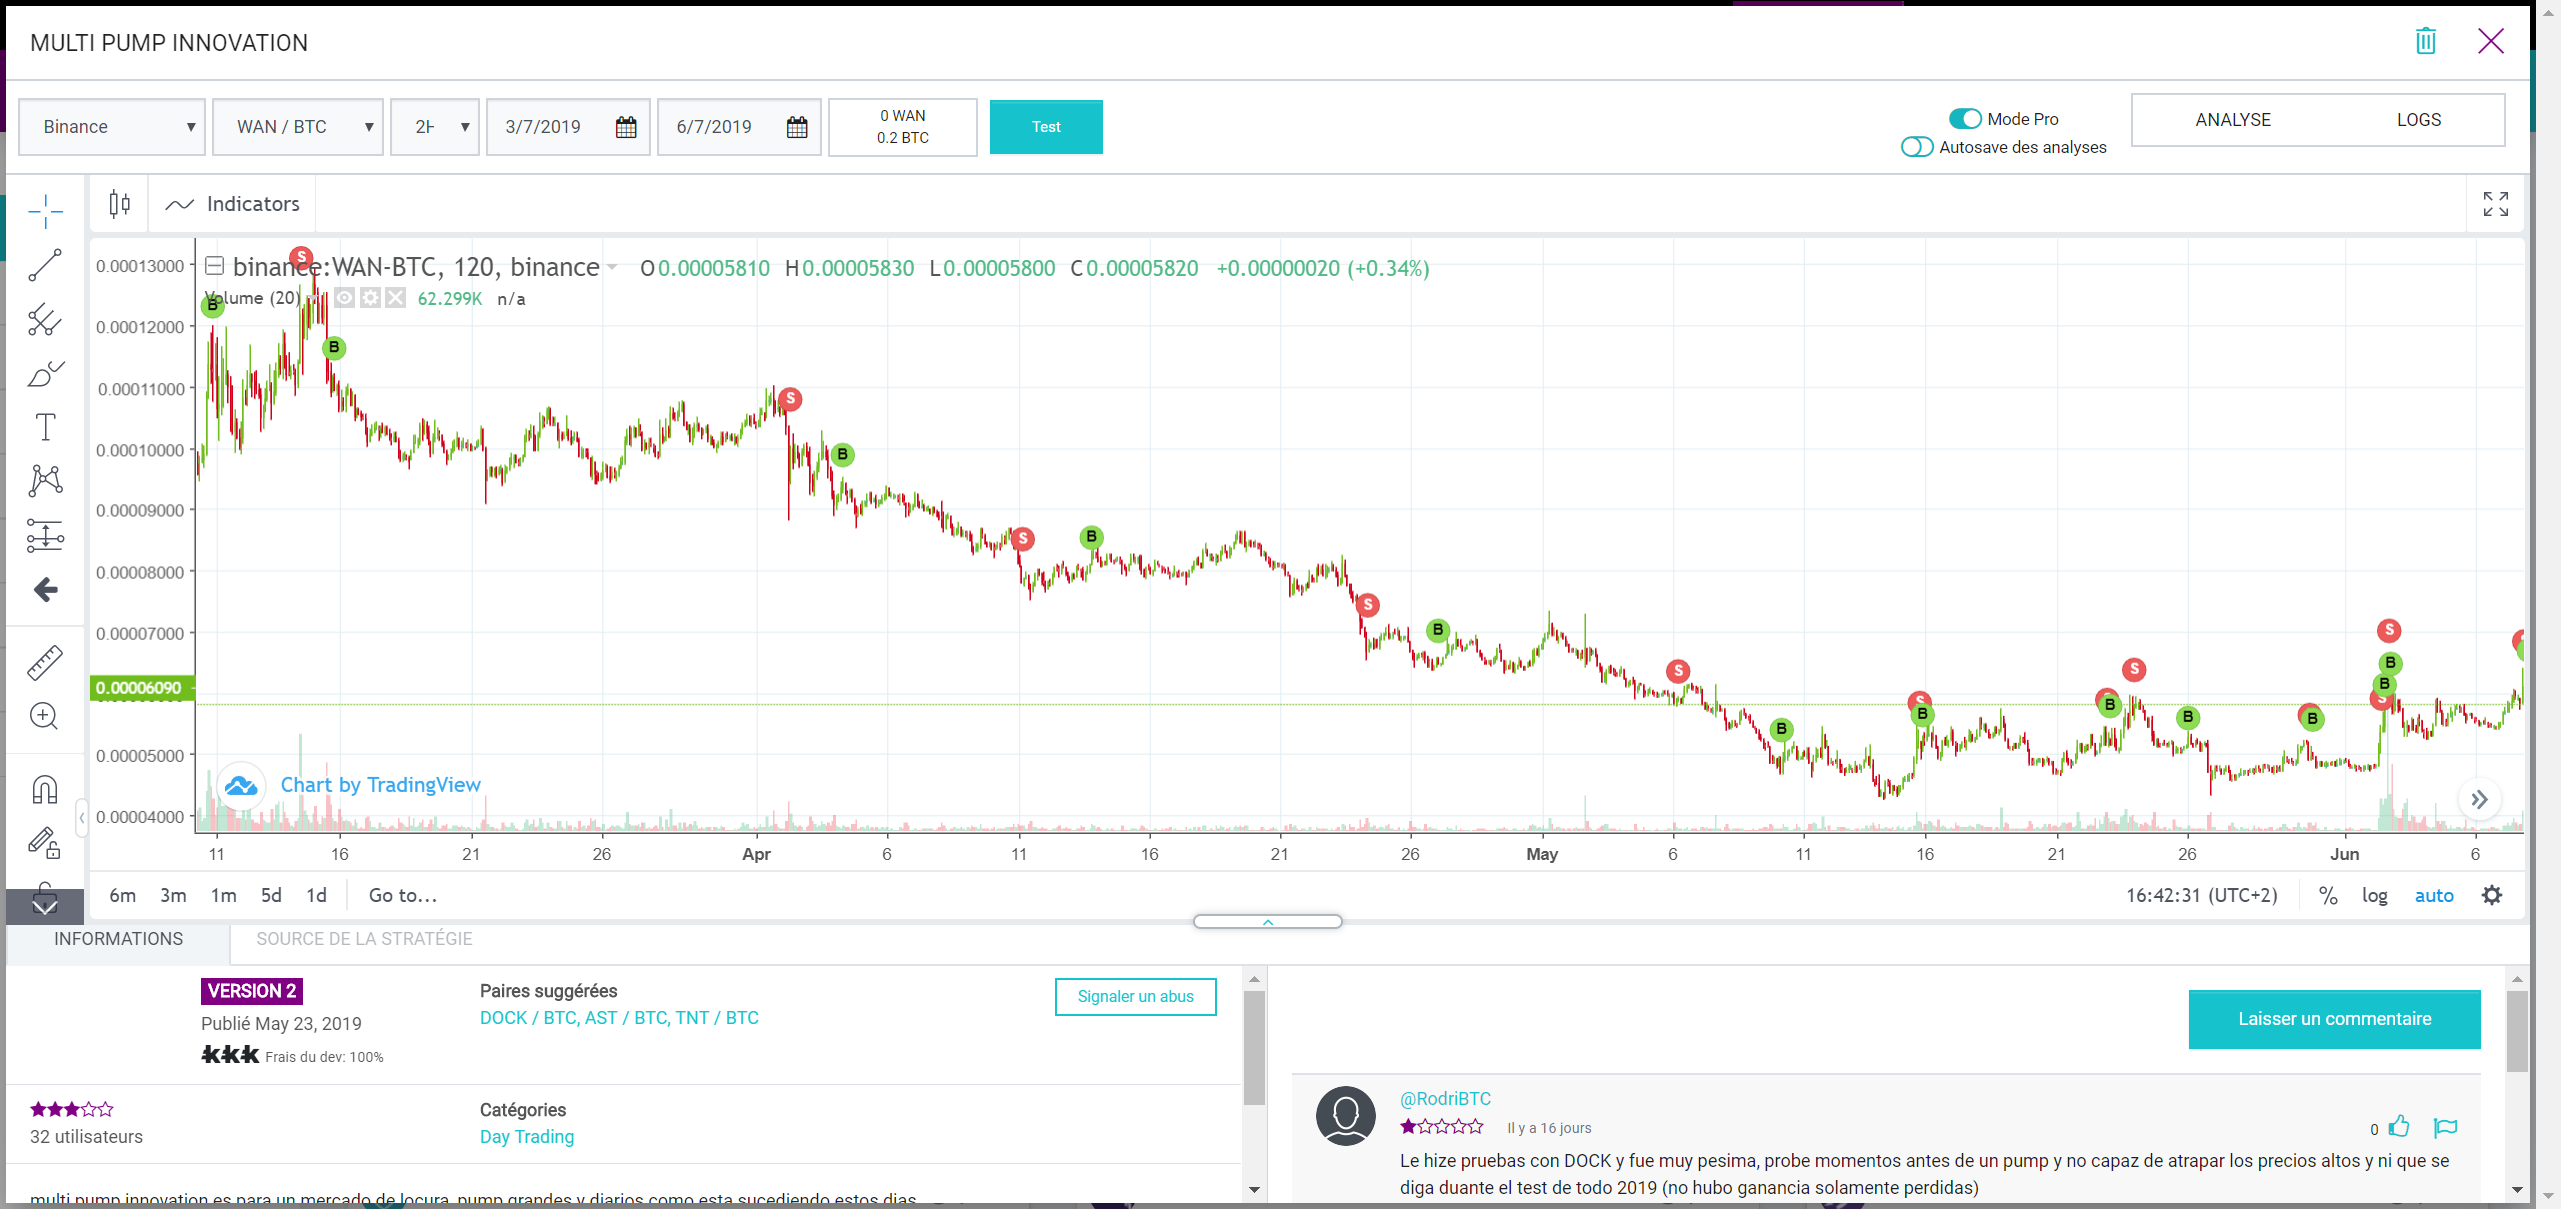 MULTI PUMP INNOVATION
Binance
WAN / BTC
3/7/2019
6/7/2019
0 WAN
0.2 BTC
Test
Mode Pro
Autosave des analyses
ANALYSE
LOGS
Indicators
binance:WAN-BTC, 120, binance
O0.00005810 H0.00005830 L0.00005800 C0.00005820 +0.00000020 (+0.34%)
Volume (20)
62.299K n/a
0.00013000
0.00012000
0.00011000
0.00010000
0.00009000
0.00008000
0.00007000
0.00006090
0.00005000
0.00004000
B
S
B
S
B
S
B
S
B
S
B
S
B
B
S
B
B
S
B
B
S
Chart by TradingView
11 16 21 26 Apr 6 11 16 21 26 May 6 11 16 21 26 Jun 6
6m 3m 1m 5d 1d Go to...
16:42:31 (UTC+2) % log auto
INFORMATIONS
SOURCE DE LA STRATÉGIE
VERSION 2
Publié May 23, 2019
Frais du dev: 100%
Paires suggérées
DOCK / BTC, AST / BTC, TNT / BTC
Signaler un abus
32 utilisateurs
Catégories
Day Trading
multi pump innovation es para un mercado de locura, pump grandes y diarios como esta sucediendo estos dias
Laisser un commentaire
@RodriBTC
Il y a 16 jours
0
Le hize pruebas con DOCK y fue muy pesima, probe momentos antes de un pump y no capaz de atrapar los precios altos y ni que se
diga duante el test de todo 2019 (no hubo ganancia solamente perdidas)